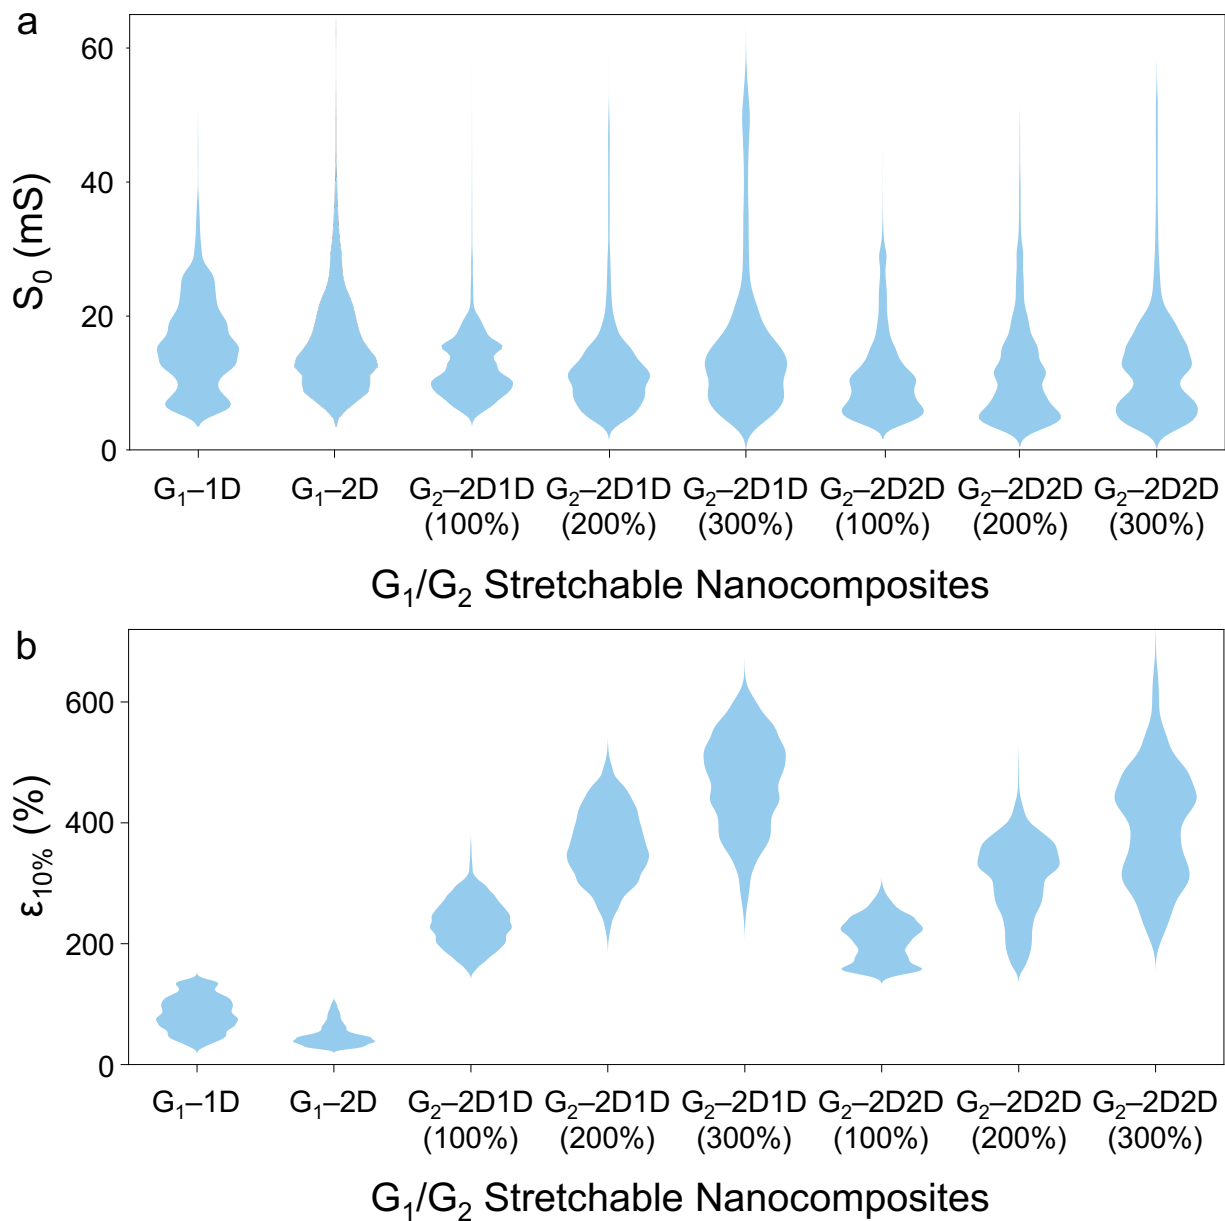 a
S₀ (mS)
60
40
20
0
G₁–1D G₁–2D G₂–2D1D G₂–2D1D G₂–2D1D G₂–2D2D G₂–2D2D G₂–2D2D
(100%) (200%) (300%) (100%) (200%) (300%)
G₁/G₂ Stretchable Nanocomposites
b
ε₁₀% (%)
600
400
200
0
G₁–1D G₁–2D G₂–2D1D G₂–2D1D G₂–2D1D G₂–2D2D G₂–2D2D G₂–2D2D
(100%) (200%) (300%) (100%) (200%) (300%)
G₁/G₂ Stretchable Nanocomposites